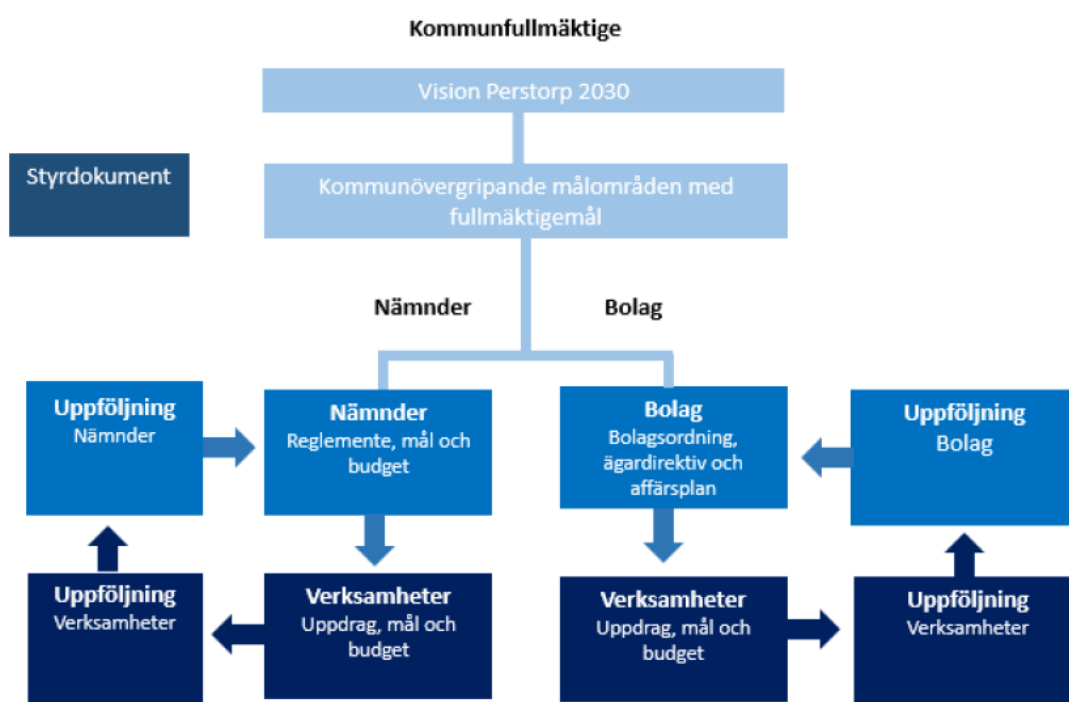 Kommunfullmäktige
Vision Perstorp 2030
Styrdokument
Kommunövergripande målområden med
fullmäktigemål
Nämnder
Bolag
Uppföljning
Nämnder
Nämnder
Reglemente, mål och
budget
Bolag
Bolagsordning,
ägardirektiv och
affärsplan
Uppföljning
Bolag
Uppföljning
Verksamheter
Verksamheter
Uppdrag, mål och
budget
Verksamheter
Uppdrag, mål och
budget
Uppföljning
Verksamheter